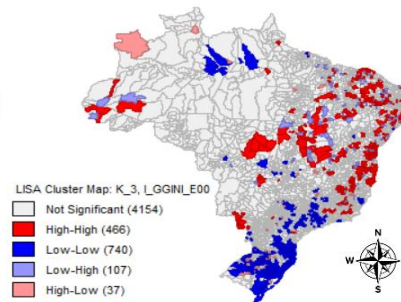 LISA Cluster Map: K_3, I_GGINI_E00
Not Significant (4154)
High-High (466)
Low-Low (740)
Low-High (107)
High-Low (37)
N
W E
S